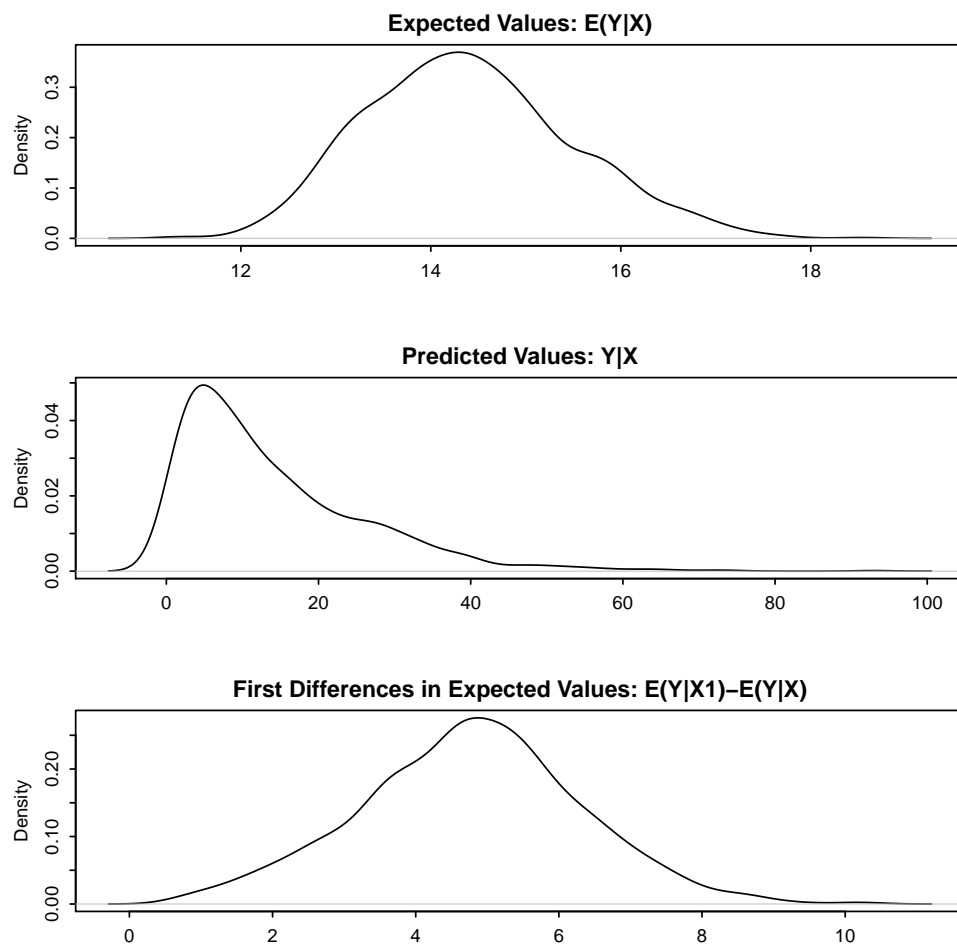 Expected Values: E(Y|X)
Density
0.3
0.2
0.1
0.0
12 14 16 18
Predicted Values: Y|X
Density
0.04
0.02
0.00
0 20 40 60 80 100
First Differences in Expected Values: E(Y|X1)−E(Y|X)
Density
0.20
0.10
0.00
0 2 4 6 8 10